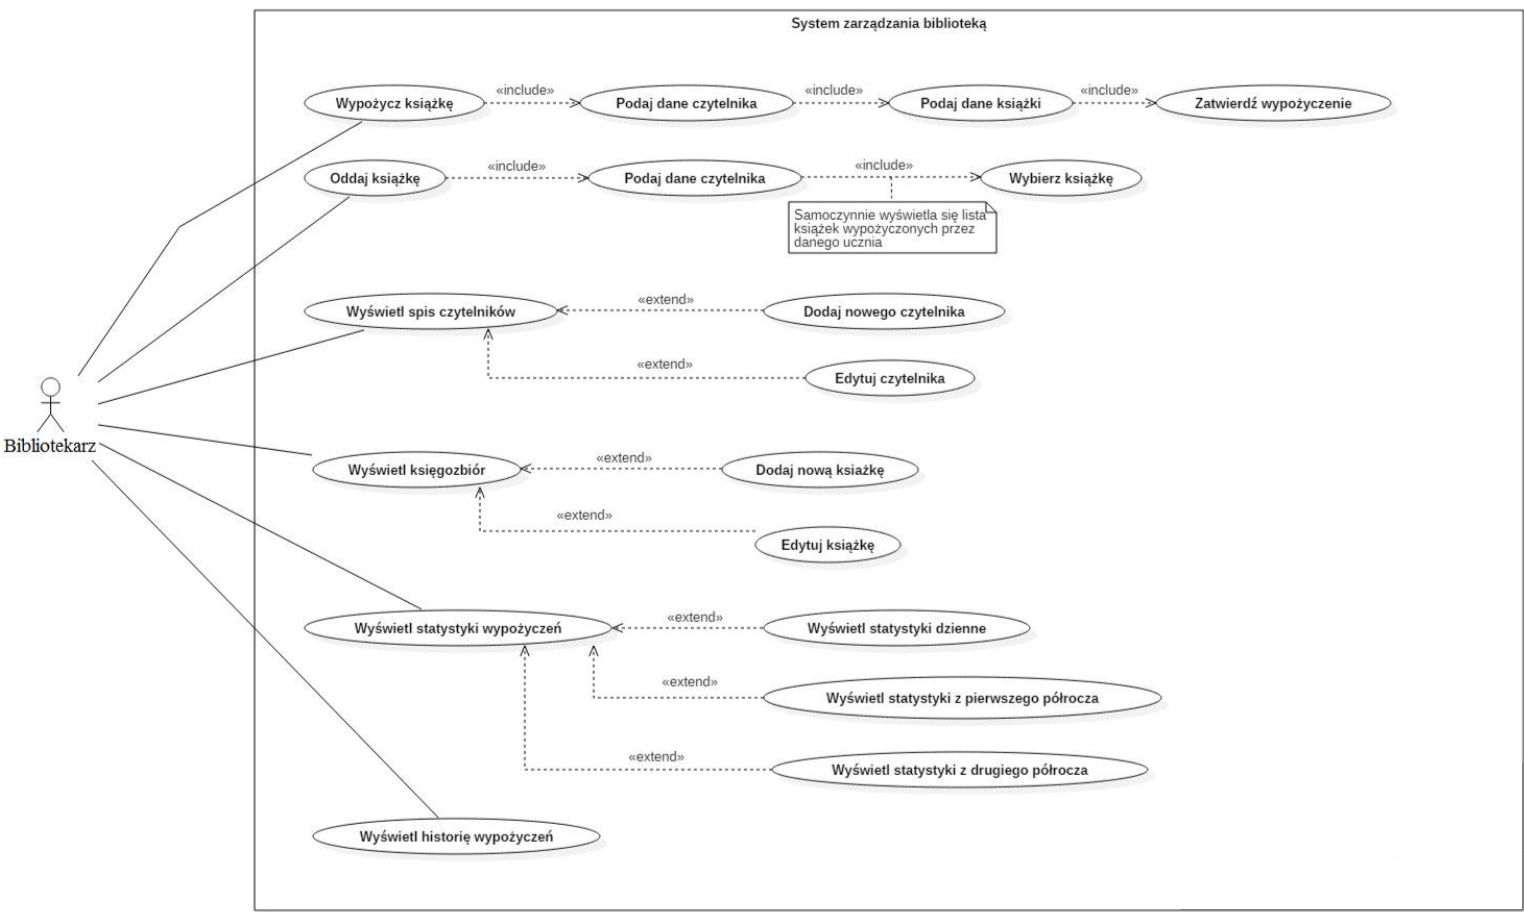 System zarządzania biblioteką
Wypożycz książkę
«include»
Podaj dane czytelnika
«include»
Podaj dane książki
«include»
Zatwierdź wypożyczenie
Oddaj książkę
«include»
Podaj dane czytelnika
«include»
Wybierz książkę
Samoczynnie wyświetla się lista
książek wypożyczonych przez
danego ucznia
Wyświetl spis czytelników
«extend»
Dodaj nowego czytelnika
«extend»
Edytuj czytelnika
Bibliotekarz
Wyświetl księgozbiór
«extend»
Dodaj nową ksiażkę
«extend»
Edytuj książkę
Wyświetl statystyki wypożyczeń
«extend»
Wyświetl statystyki dzienne
«extend»
Wyświetl statystyki z pierwszego półrocza
«extend»
Wyświetl statystyki z drugiego półrocza
Wyświetl historię wypożyczeń